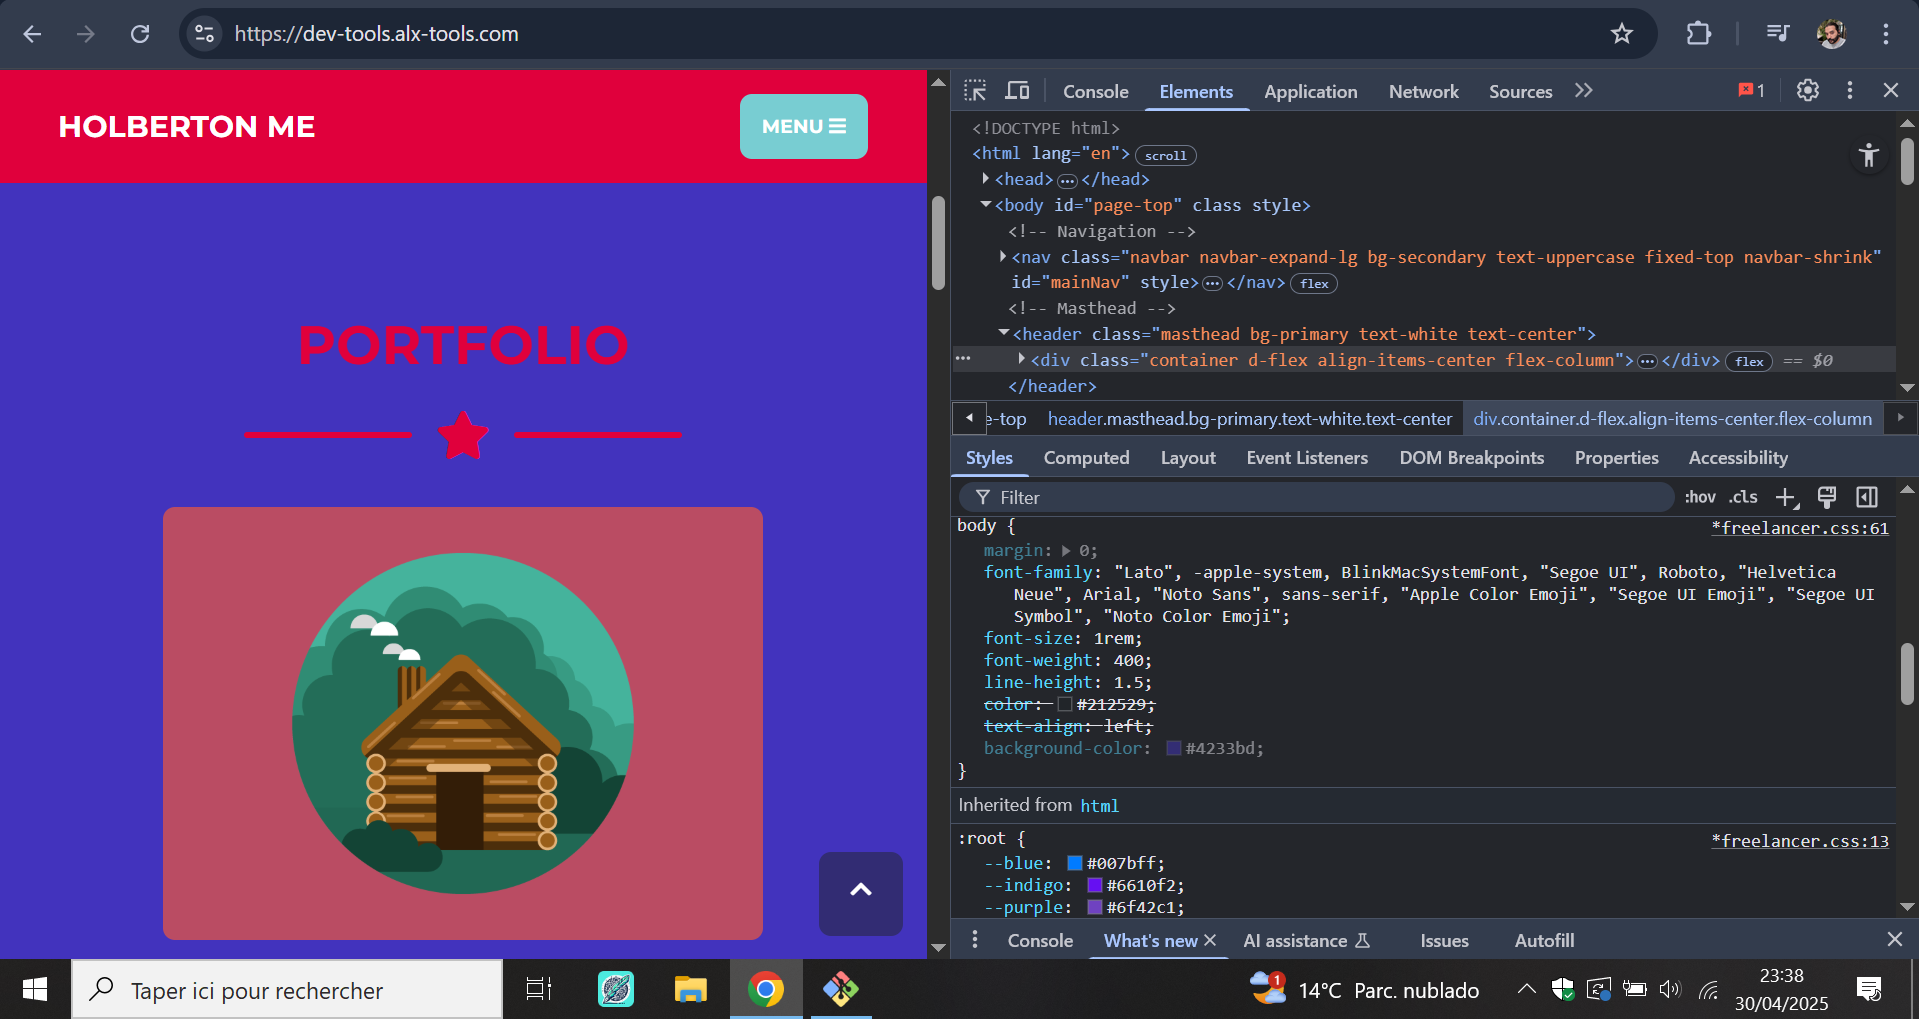 https://dev-tools.alx-tools.com
HOLBERTON ME
MENU
PORTFOLIO
Console
Elements
Application
Network
Sources
1
<!DOCTYPE html>
<html lang="en"> scroll
<head> ... </head>
<body id="page-top" class style>
<!-- Navigation -->
<nav class="navbar navbar-expand-lg bg-secondary text-uppercase fixed-top navbar-shrink"
id="mainNav" style> ... </nav> flex
<!-- Masthead -->
<header class="masthead bg-primary text-white text-center">
<div class="container d-flex align-items-center flex-column"> ... </div> flex == $0
</header>
e-top header.masthead.bg-primary.text-white.text-center div.container.d-flex.align-items-center.flex-column
Styles Computed Layout Event Listeners DOM Breakpoints Properties Accessibility
Filter :hov .cls
body { *freelancer.css:61
margin: 0;
font-family: "Lato", -apple-system, BlinkMacSystemFont, "Segoe UI", Roboto, "Helvetica
Neue", Arial, "Noto Sans", sans-serif, "Apple Color Emoji", "Segoe UI Emoji", "Segoe UI
Symbol", "Noto Color Emoji";
font-size: 1rem;
font-weight: 400;
line-height: 1.5;
color: #212529;
text-align: left;
background-color: #4233bd;
}
Inherited from html
:root { *freelancer.css:13
--blue: #007bff;
--indigo: #6610f2;
--purple: #6f42c1;
Console What's new AI assistance Issues Autofill
Taper ici pour rechercher
1
14°C Parc. nublado
23:38
30/04/2025